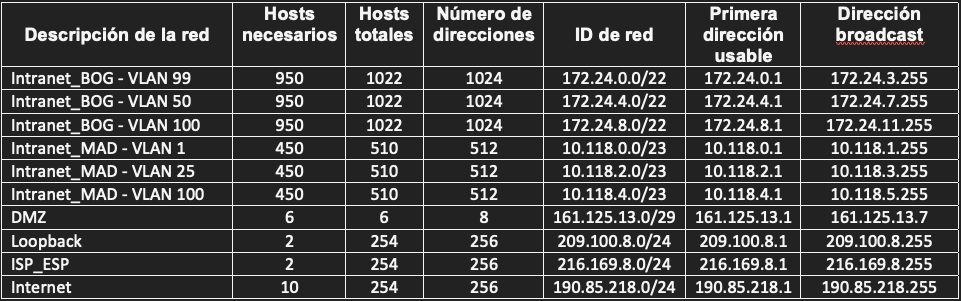 Descripción de la red | Hosts necesarios | Hosts totales | Número de direcciones | ID de red | Primera dirección usable | Dirección broadcast
Intranet_BOG - VLAN 99 | 950 | 1022 | 1024 | 172.24.0.0/22 | 172.24.0.1 | 172.24.3.255
Intranet_BOG - VLAN 50 | 950 | 1022 | 1024 | 172.24.4.0/22 | 172.24.4.1 | 172.24.7.255
Intranet_BOG - VLAN 100 | 950 | 1022 | 1024 | 172.24.8.0/22 | 172.24.8.1 | 172.24.11.255
Intranet_MAD - VLAN 1 | 450 | 510 | 512 | 10.118.0.0/23 | 10.118.0.1 | 10.118.1.255
Intranet_MAD - VLAN 25 | 450 | 510 | 512 | 10.118.2.0/23 | 10.118.2.1 | 10.118.3.255
Intranet_MAD - VLAN 100 | 450 | 510 | 512 | 10.118.4.0/23 | 10.118.4.1 | 10.118.5.255
DMZ | 6 | 6 | 8 | 161.125.13.0/29 | 161.125.13.1 | 161.125.13.7
Loopback | 2 | 254 | 256 | 209.100.8.0/24 | 209.100.8.1 | 209.100.8.255
ISP_ESP | 2 | 254 | 256 | 216.169.8.0/24 | 216.169.8.1 | 216.169.8.255
Internet | 10 | 254 | 256 | 190.85.218.0/24 | 190.85.218.1 | 190.85.218.255